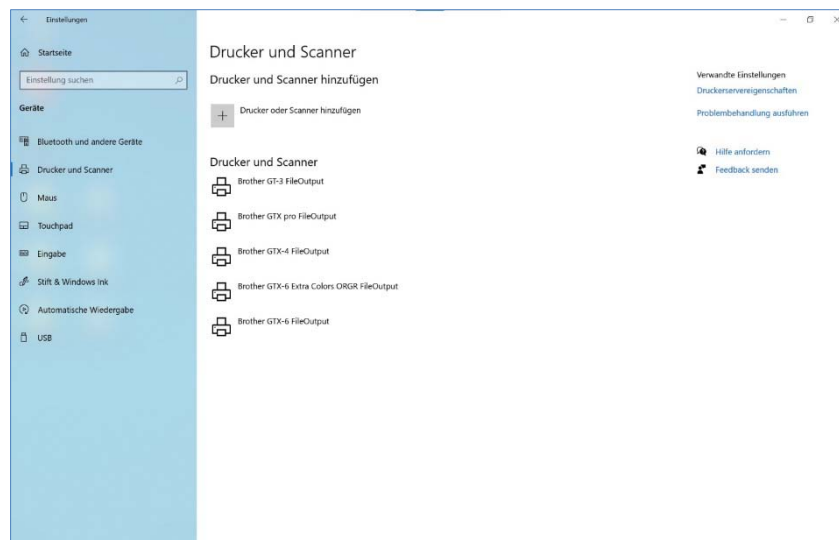 Einstellungen
Startseite
Einstellung suchen
Geräte
Bluetooth und andere Geräte
Drucker und Scanner
Maus
Touchpad
Eingabe
Stift & Windows Ink
Automatische Wiedergabe
USB
Drucker und Scanner
Drucker und Scanner hinzufügen
Drucker oder Scanner hinzufügen
Drucker und Scanner
Brother GT-3 FileOutput
Brother GTX pro FileOutput
Brother GTX-4 FileOutput
Brother GTX-6 Extra Colors ORGR FileOutput
Brother GTX-6 FileOutput
Verwandte Einstellungen
Druckerservereigenschaften
Problembehandlung ausführen
Hilfe anfordern
Feedback senden